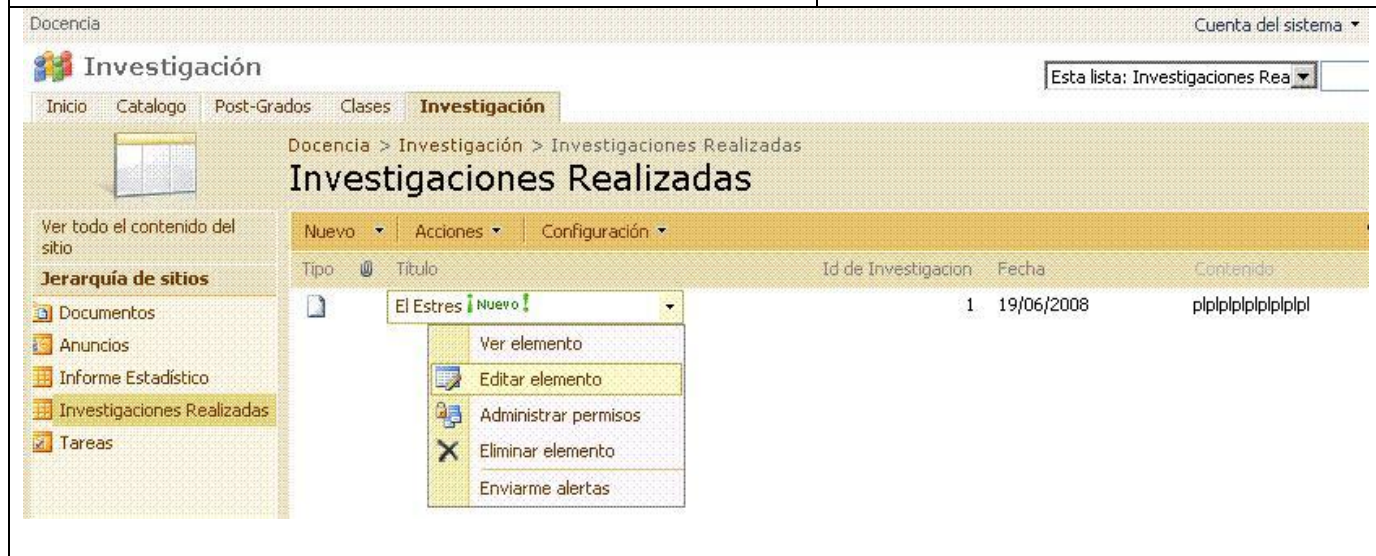 Docencia
Cuenta del sistema
Investigación
Esta lista: Investigaciones Rea
Inicio Catalogo Post-Grados Clases Investigación
Docencia > Investigación > Investigaciones Realizadas
Investigaciones Realizadas
Ver todo el contenido del
sitio
Jerarquía de sitios
Documentos
Anuncios
Informe Estadístico
Investigaciones Realizadas
Tareas
Nuevo Acciones Configuración
Tipo Título Id de Investigacion Fecha Contenido
El Estres ¡Nuevo! 1 19/06/2008 plplplplplplplplpl
Ver elemento
Editar elemento
Administrar permisos
Eliminar elemento
Enviarme alertas